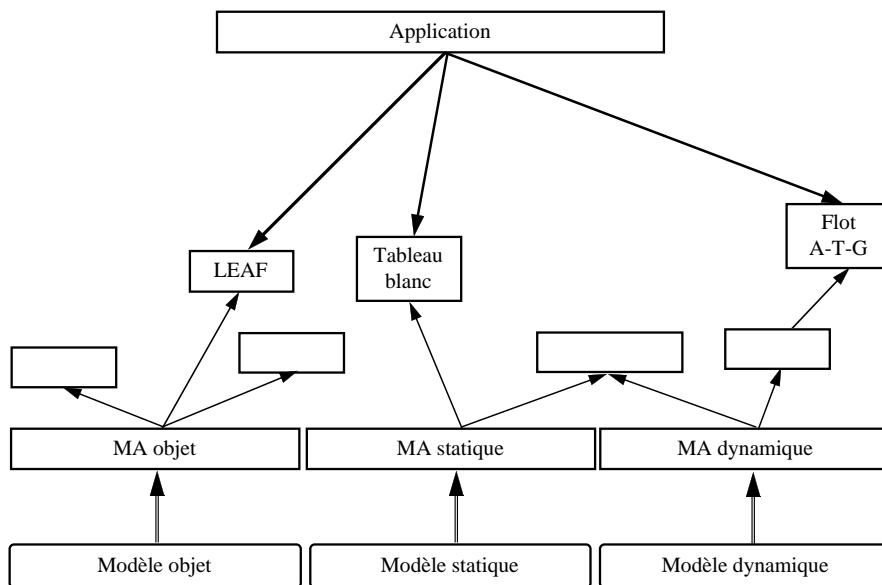 Application
Flot
A-T-G
Tableau
blanc
LEAF
MA objet
MA statique
MA dynamique
Modèle objet
Modèle statique
Modèle dynamique